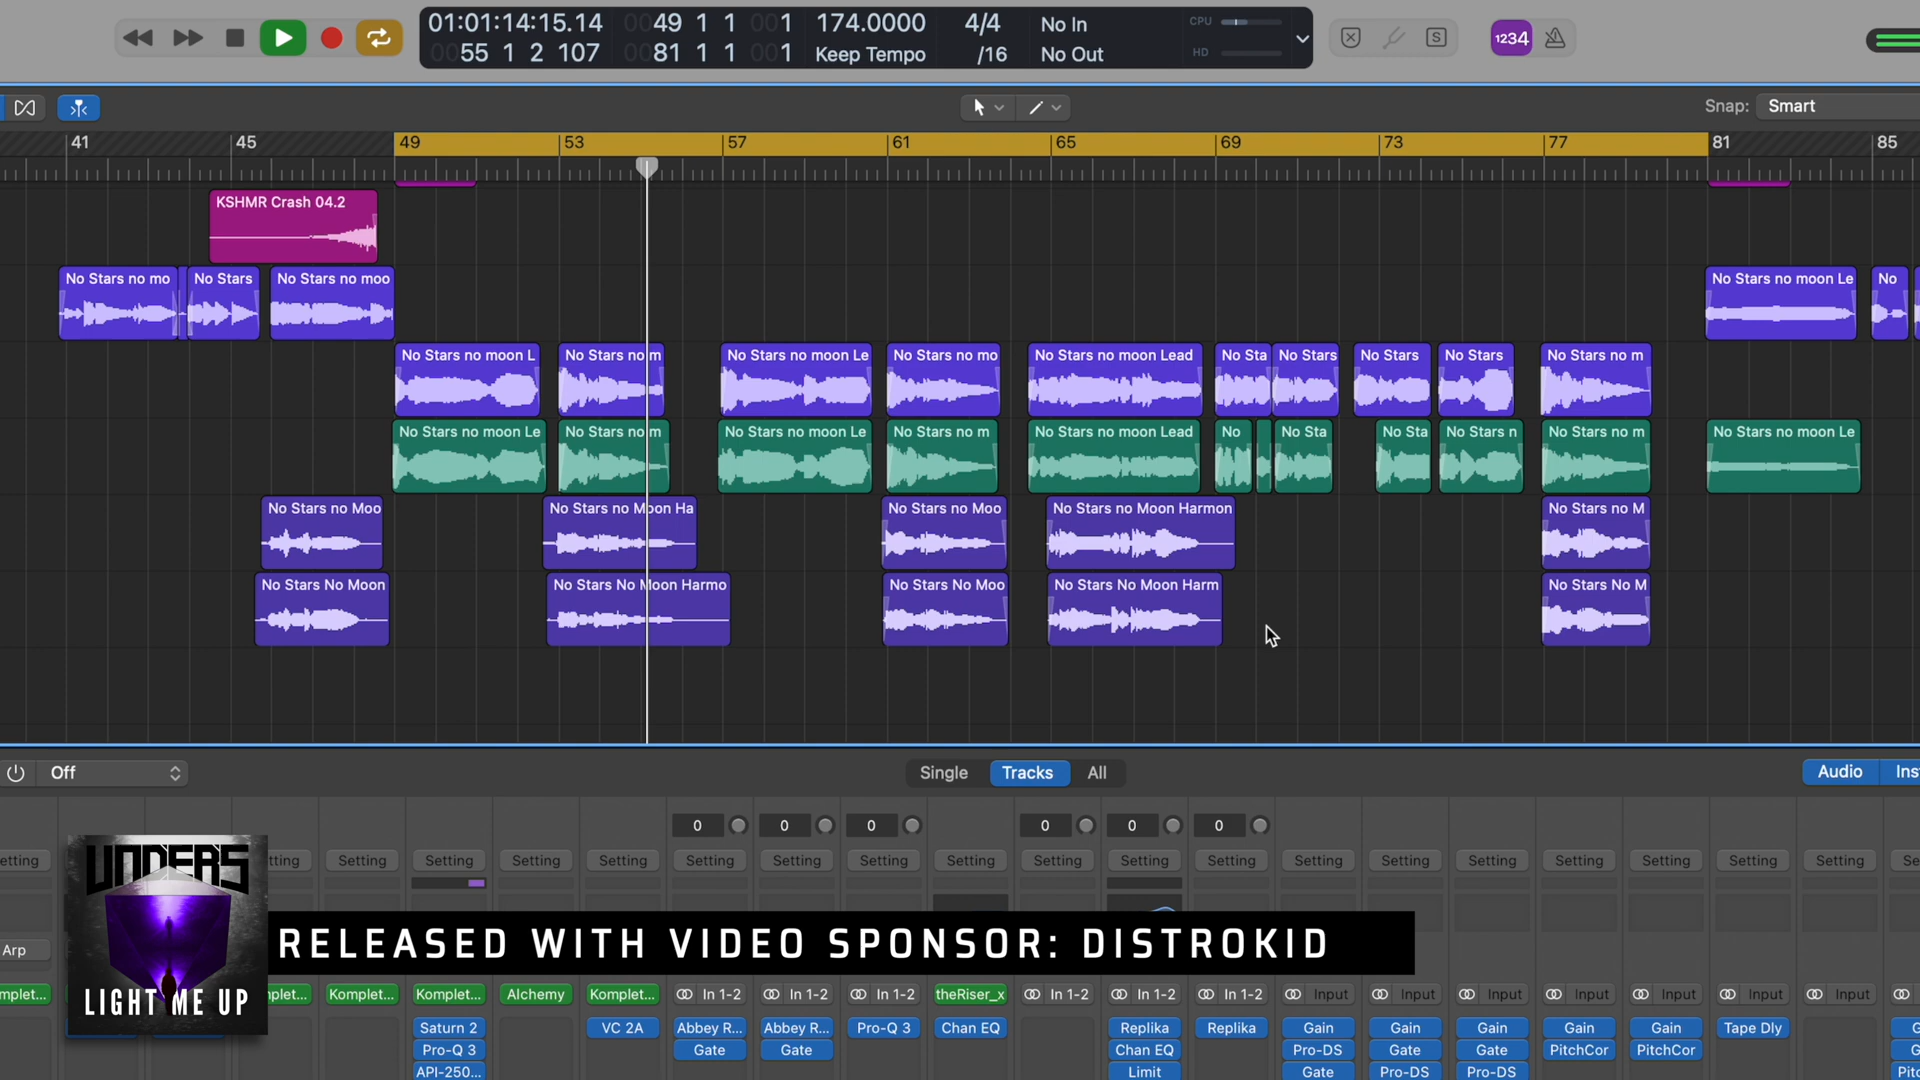 01:01:14:15.14 0049 1 1 001 174.0000 4/4 No In CPU
0055 1 2 107 0081 1 1 001 Keep Tempo /16 No Out HD
S 1234
Snap: Smart
41 45 49 53 57 61 65 69 73 77 81 85
KSHMR Crash 04.2
No Stars no mo No Stars No Stars no moo No Stars no moon Le No
No Stars no moon L No Stars no m No Stars no moon Le No Stars no mo No Stars no moon Lead No Sta No Stars No Stars No Stars No Stars no m
No Stars no moon Le No Stars no m No Stars no moon Le No Stars no m No Stars no moon Lead No No Sta No Sta No Stars n No Stars no m No Stars no moon Le
No Stars no Moo No Stars no Moon Ha No Stars no Moo No Stars no Moon Harmon No Stars no M
No Stars No Moon No Stars No Moon Harmo No Stars No Moo No Stars No Moon Harm No Stars No M
Off Single Tracks All Audio Inst
0 0 0 0 0 0
etting tting Setting Setting Setting Setting Setting Setting Setting Setting Setting Setting Setting Setting Setting Setting Setting Setting Setting Setting Se
UNDERS
Arp RELEASED WITH VIDEO SPONSOR: DISTROKID
LIGHT ME UP
mplet... plet... Komplet... Komplet... Alchemy Komplet... In 1-2 In 1-2 In 1-2 theRiser_x In 1-2 In 1-2 In 1-2 Input Input Input Input Input Input Input
Saturn 2 VC 2A Abbey R... Abbey R... Pro-Q 3 Chan EQ Replika Replika Gain Gain Gain Gain Gain Tape Dly G
Pro-Q 3 Gate Gate Chan EQ Pro-DS Gate Gate PitchCor PitchCor G
API-250... Limit Gate Pro-DS Pro-DS Pitc